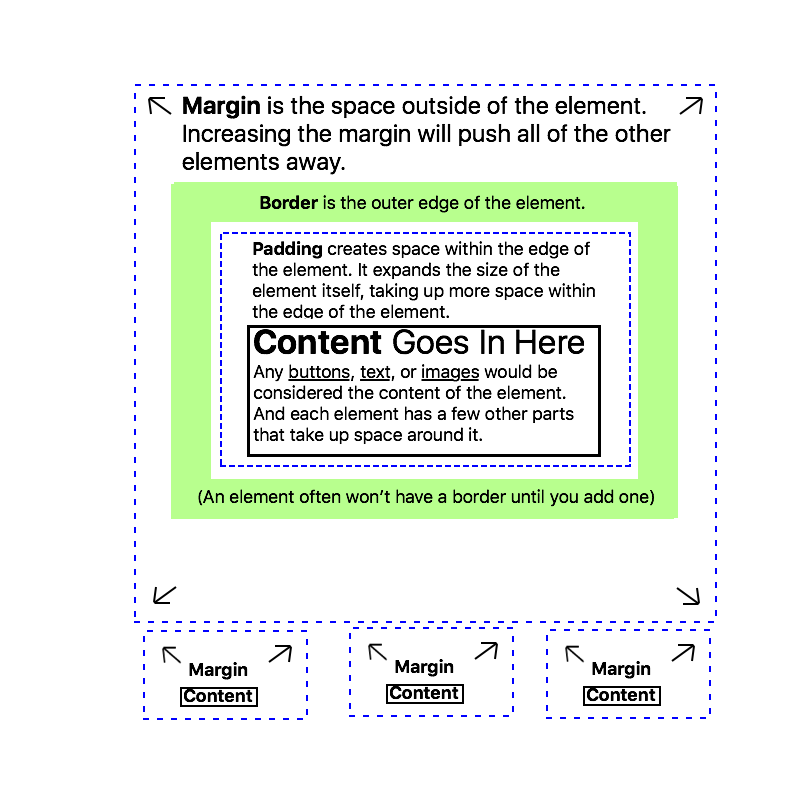 Margin is the space outside of the element.
Increasing the margin will push all of the other
elements away.
Border is the outer edge of the element.
Padding creates space within the edge of
the element. It expands the size of the
element itself, taking up more space within
the edge of the element.
Content Goes In Here
Any buttons, text, or images would be
considered the content of the element.
And each element has a few other parts
that take up space around it.
(An element often won’t have a border until you add one)
Margin
Content
Margin
Content
Margin
Content